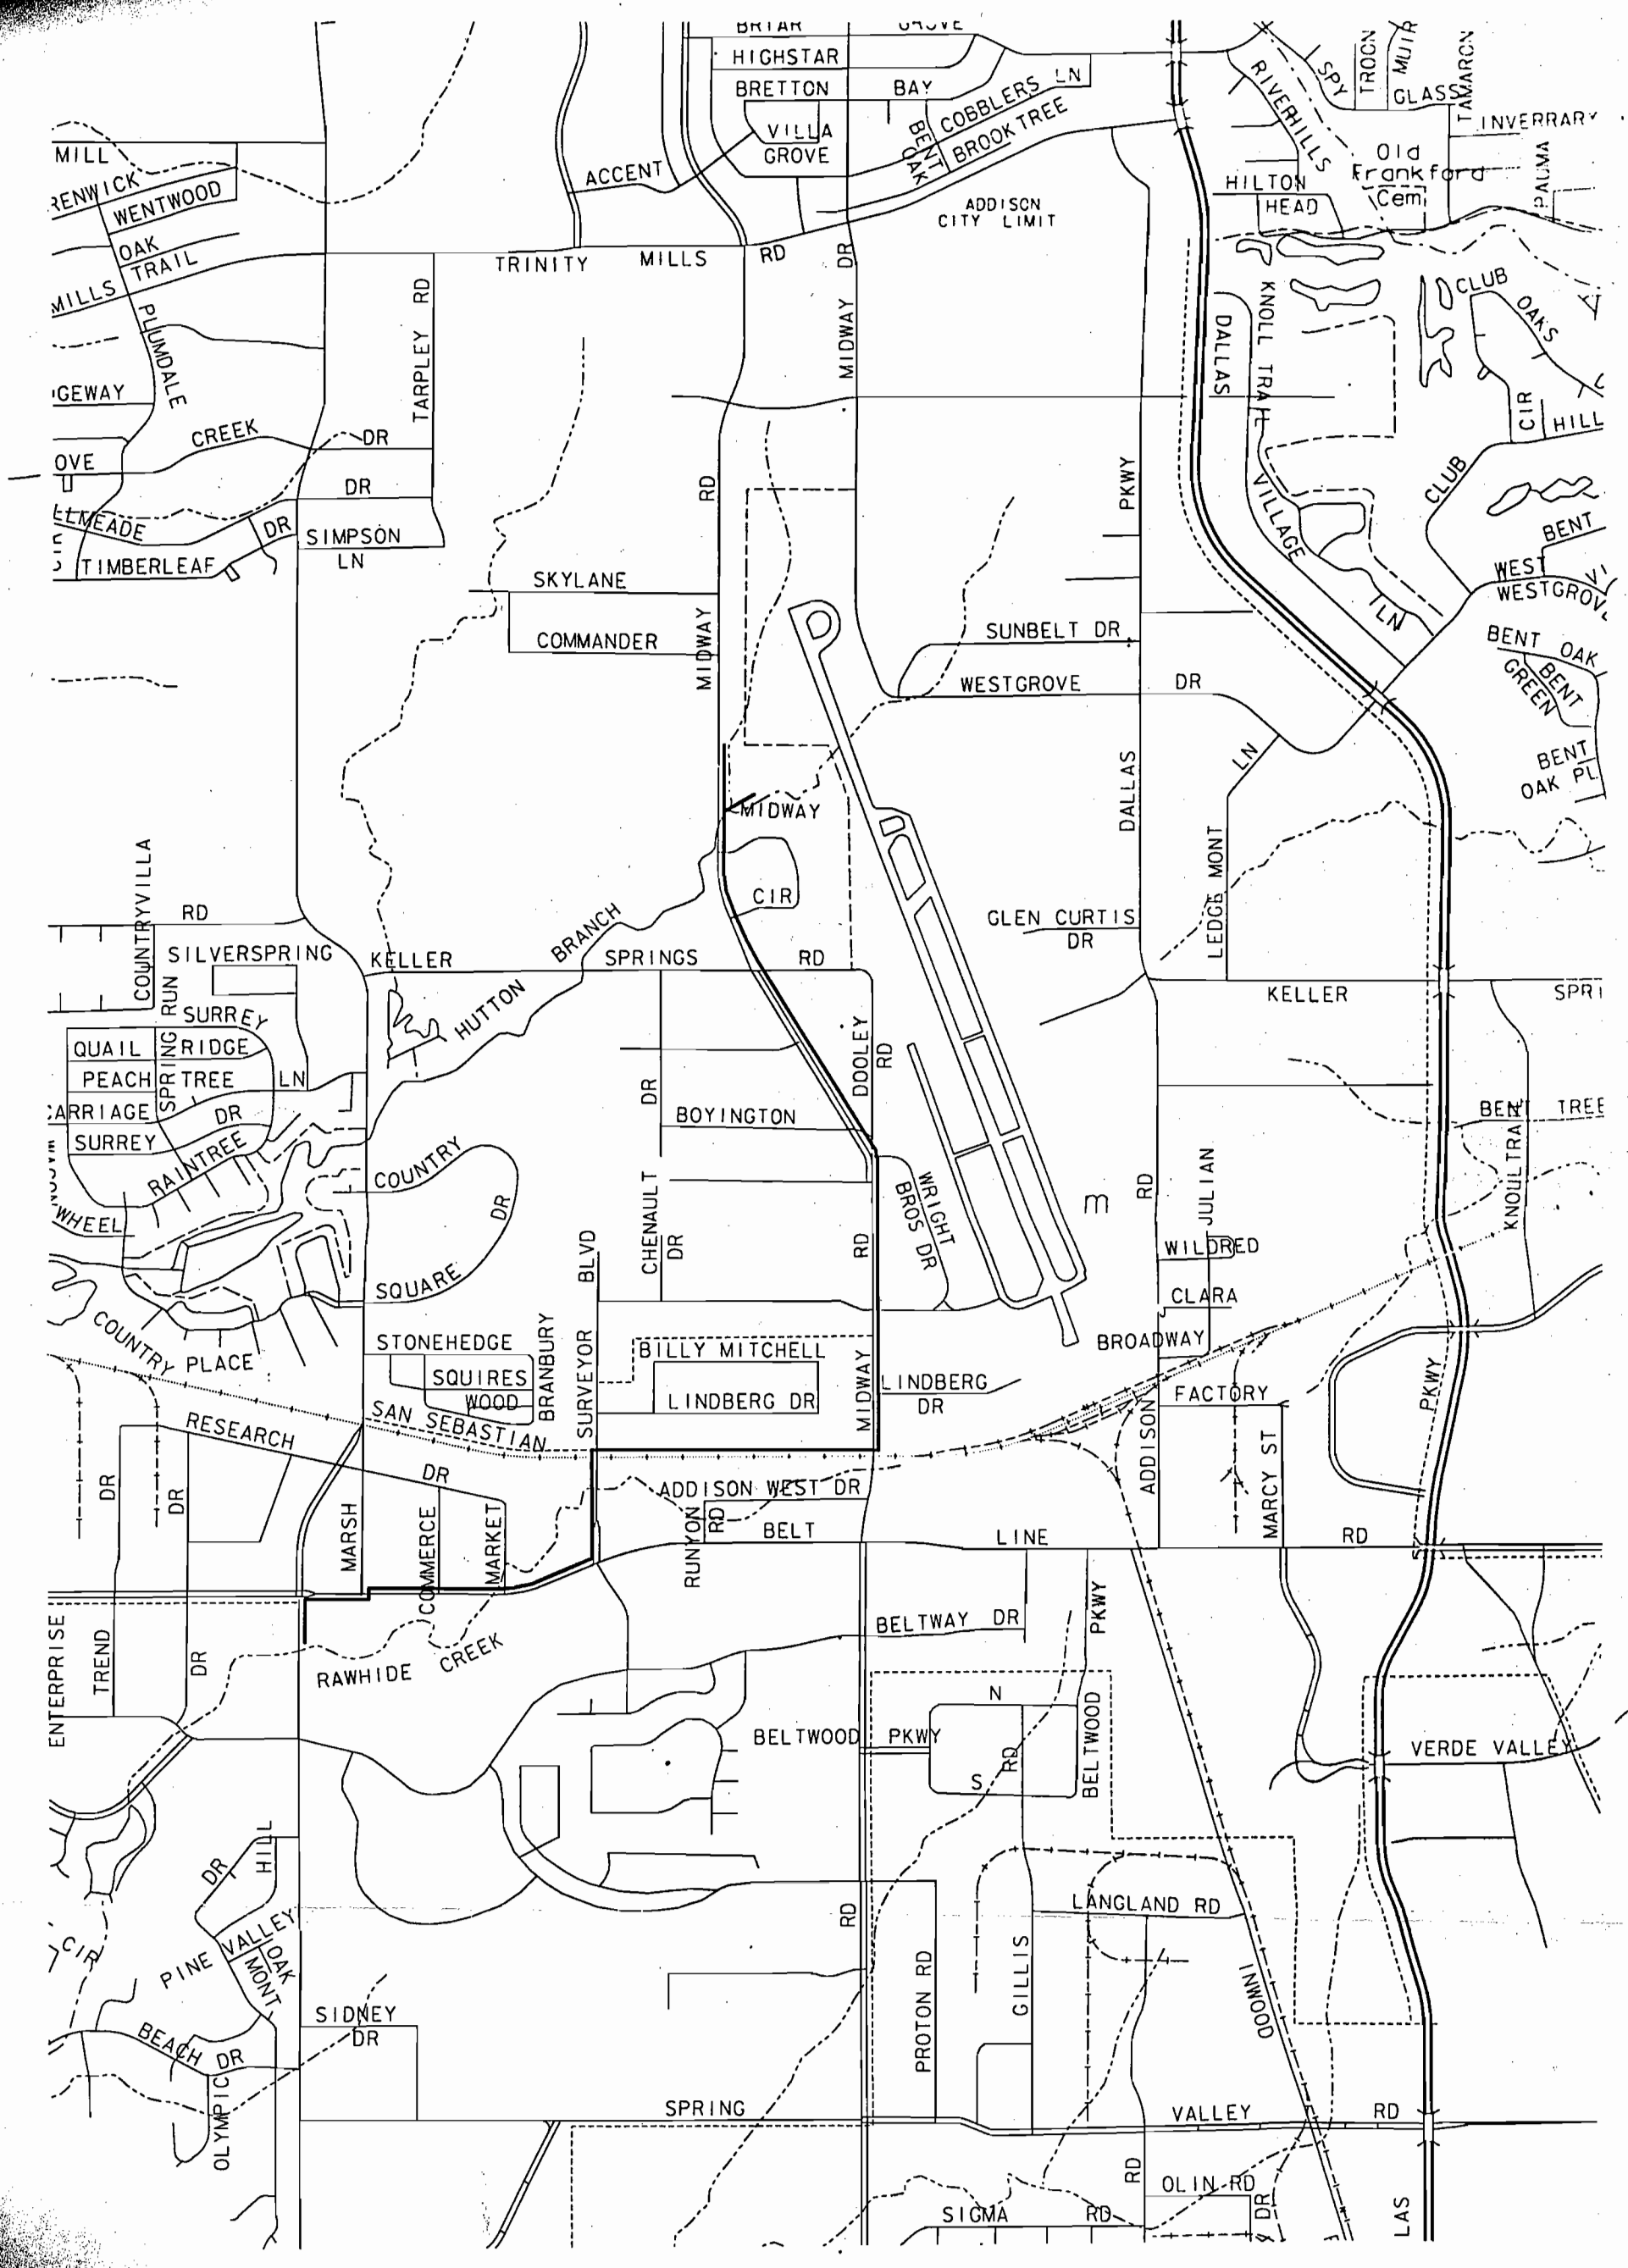 BRIAR GROVE
HIGHSTAR
BRETTON BAY
COBBLERS LN
VILLA
GROVE
BENT
OAK
BROOKTREE
ACCENT
SPY
TROON
MUIR
GLASS
TAMARON
RIVERHILLS
INVERRARY
PAUMA
Old
Frankford
Cem
HILTON
HEAD
MILL
RENWICK
WENTWOOD
OAK
TRAIL
MILLS
PLUMDALE
ADDISON
CITY LIMIT
TRINITY MILLS RD
MIDWAY DR
TARPLEY RD
DALLAS
KNOLL TRAIL
CLUB
OAKS
CIR
HILL
CLUB
IGEWAY
CREEK DR
OVE
DR
LLMEADE
DR
SIMPSON
LN
TIMBERLEAF
RD
MIDWAY
PKWY
VILLAGE
LN
BENT
WEST
WESTGROVE
SKYLANE
COMMANDER
SUNBELT DR
WESTGROVE DR
BENT OAK
BENT
GREEN
BENT
OAK PL
LN
DALLAS
MIDWAY
CIR
COUNTRYVILLA
RD
SILVERSPRING
KELLER SPRINGS RD
HUTTON BRANCH
GLEN CURTIS
DR
LEDGE MONT
KELLER SPRI
SPRING RUN
SURREY
QUAIL RIDGE
PEACH TREE LN
CARRIAGE DR
SURREY
RAINTREE
WHEEL
DOOLEY
RD
DR
BOYINGTON
BENT TREE
KNOULTRAIL
COUNTRY
DR
SQUARE
CHENAULT
DR
SURVEYOR BLVD
RD
WRIGHT
BROS DR
m
RD
JULIAN
WILDRED
CLARA
BROADWAY
COUNTRY PLACE
STONEHEDGE
SQUIRES
WOOD
BRANBURY
BILLY MITCHELL
LINDBERG DR
MIDWAY
LINDBERG
DR
FACTORY
PKWY
SAN SEBASTIAN
RESEARCH DR
DR
DR
MARSH
COMMERCE
MARKET
ADDISON WEST DR
RUNYON
RD
BELT LINE RD
ADDISON
MARCY ST
ENTERPRISE
TREND
DR
RAWHIDE CREEK
BELTWAY DR
PKWY
BELTWOOD PKWY
N
RD
S
BELTWOOD
VERDE VALLEY
DR
HILL
CIR
PINE VALLEY
OAK
MONT
RD
LANGLAND RD
PROTON RD
GILLIS
INWOOD
SIDNEY
DR
BEACH DR
OLYMPIC
SPRING VALLEY RD
RD
OLIN RD
DR
SIGMA RD
LAS